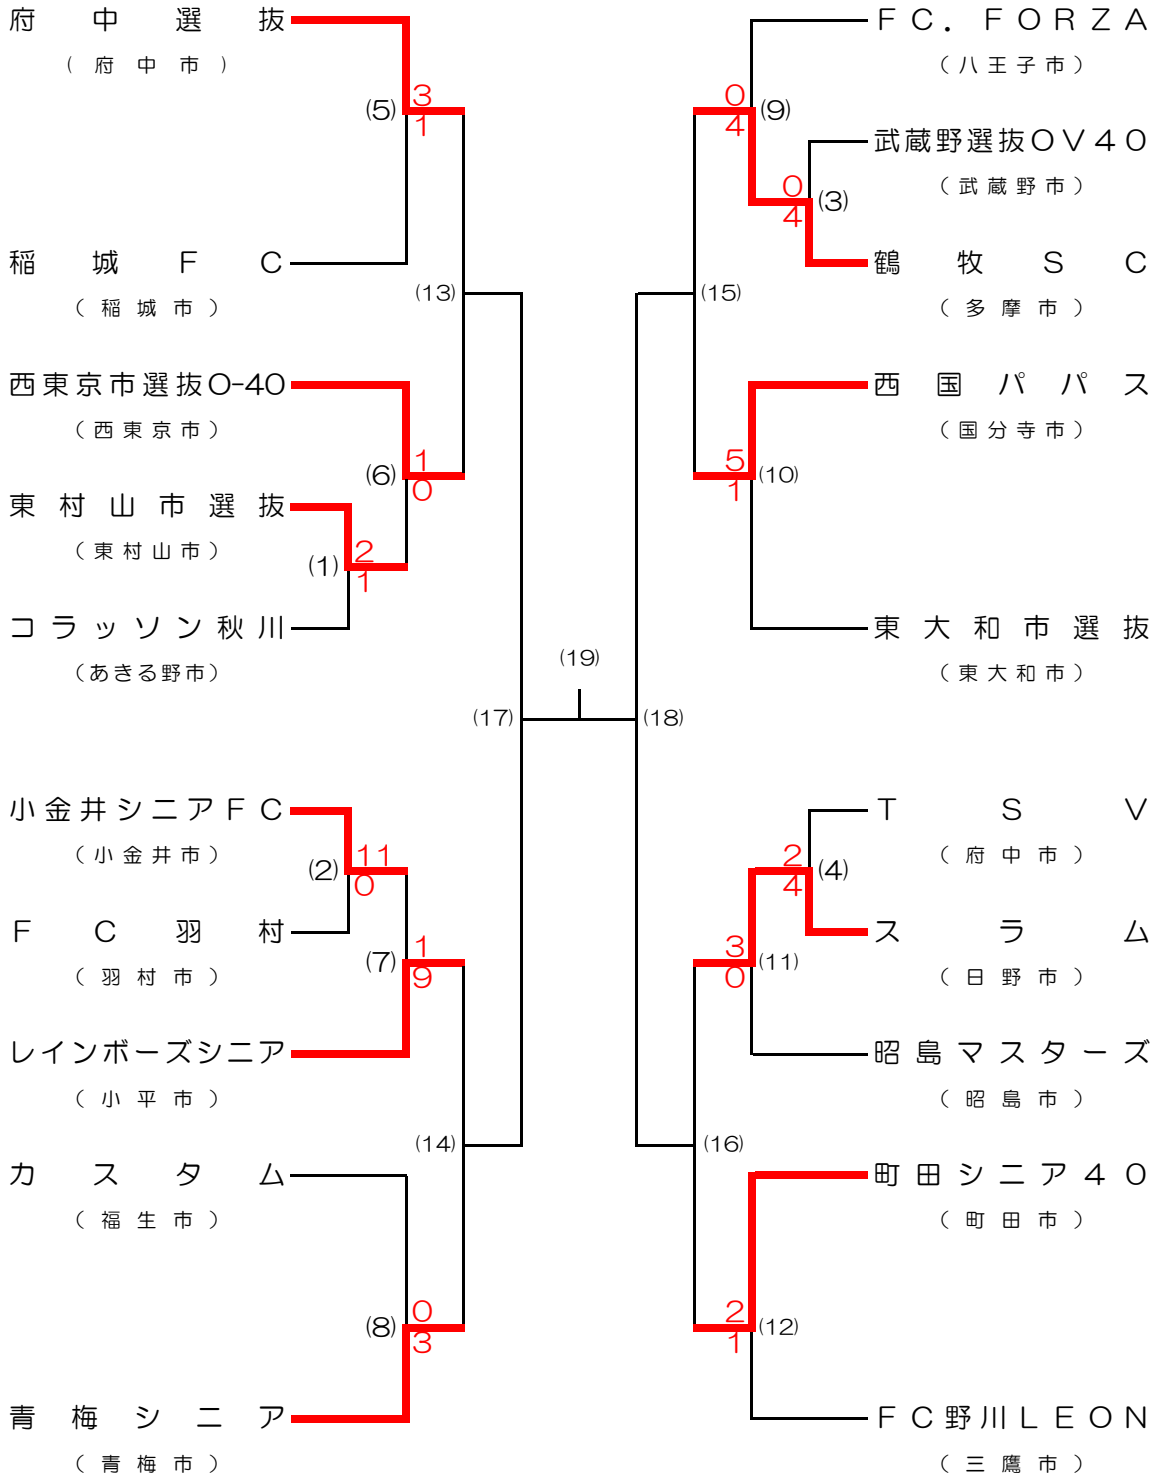 府中選抜
(府中市)
(5)
3
1
稲城FC
(稲城市)
(13)
西東京市選抜O-40
(西東京市)
(6)
1
0
東村山市選抜
(東村山市)
(1)
2
1
コラッソン秋川
(あきる野市)
(17)
小金井シニアFC
(小金井市)
(2)
11
0
FC羽村
(羽村市)
(7)
1
9
レインボーズシニア
(小平市)
(14)
カスタム
(福生市)
(8)
0
3
青梅シニア
(青梅市)
(19)
FC.FORZA
(八王子市)
0
4
(9)
武蔵野選抜OV40
(武蔵野市)
0
4
(3)
鶴牧SC
(多摩市)
(15)
西国パパス
(国分寺市)
5
1
(10)
東大和市選抜
(東大和市)
(18)
TSV
(府中市)
2
4
(4)
スラム
(日野市)
3
0
(11)
昭島マスターズ
(昭島市)
(16)
町田シニア40
(町田市)
2
1
(12)
FC野川LEON
(三鷹市)